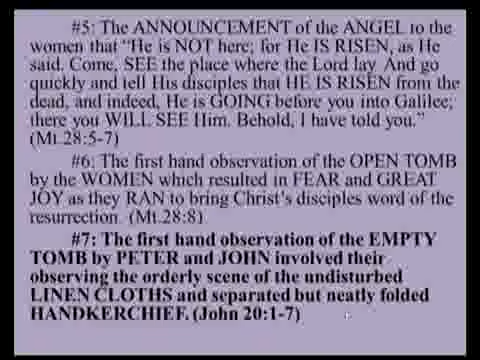 #5: The ANNOUNCEMENT of the ANGEL to the
women that "He is NOT here; for He IS RISEN, as He
said. Come, SEE the place where the Lord lay. And go
quickly and tell His disciples that HE IS RISEN from the
dead, and indeed, He is GOING before you into Galilee;
there you WILL SEE Him. Behold, I have told you."
(Mt.28:5-7)
#6: The first hand observation of the OPEN TOMB
by the WOMEN which resulted in FEAR and GREAT
JOY as they RAN to bring Christ's disciples word of the
resurrection. (Mt.28:8)
#7: The first hand observation of the EMPTY
TOMB by PETER and JOHN involved their
observing the orderly scene of the undisturbed
LINEN CLOTHS and separated but neatly folded
HANDKERCHIEF. (John 20:1-7)